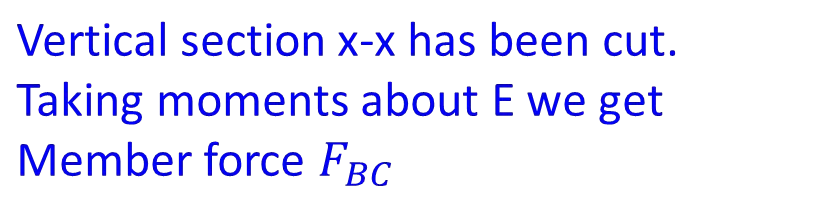 Vertical section x-x has been cut.
Taking moments about E we get
Member force F_{BC}